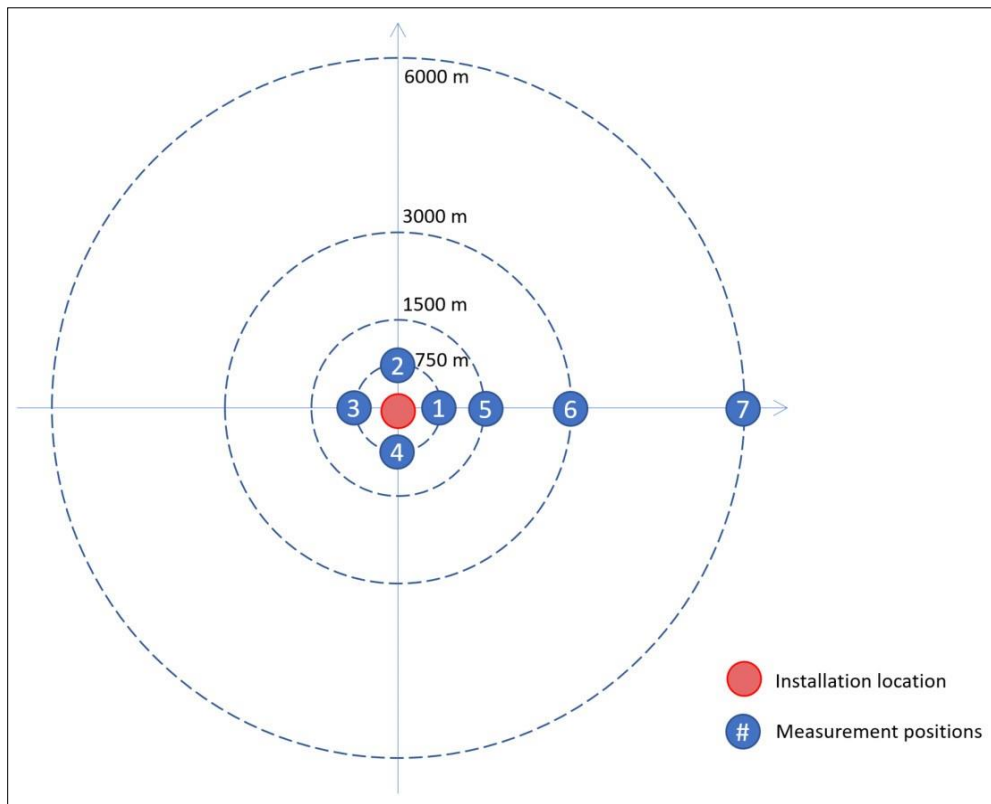 6000 m
3000 m
1500 m
750 m
2
3
1
5
6
7
4
Installation location
# Measurement positions